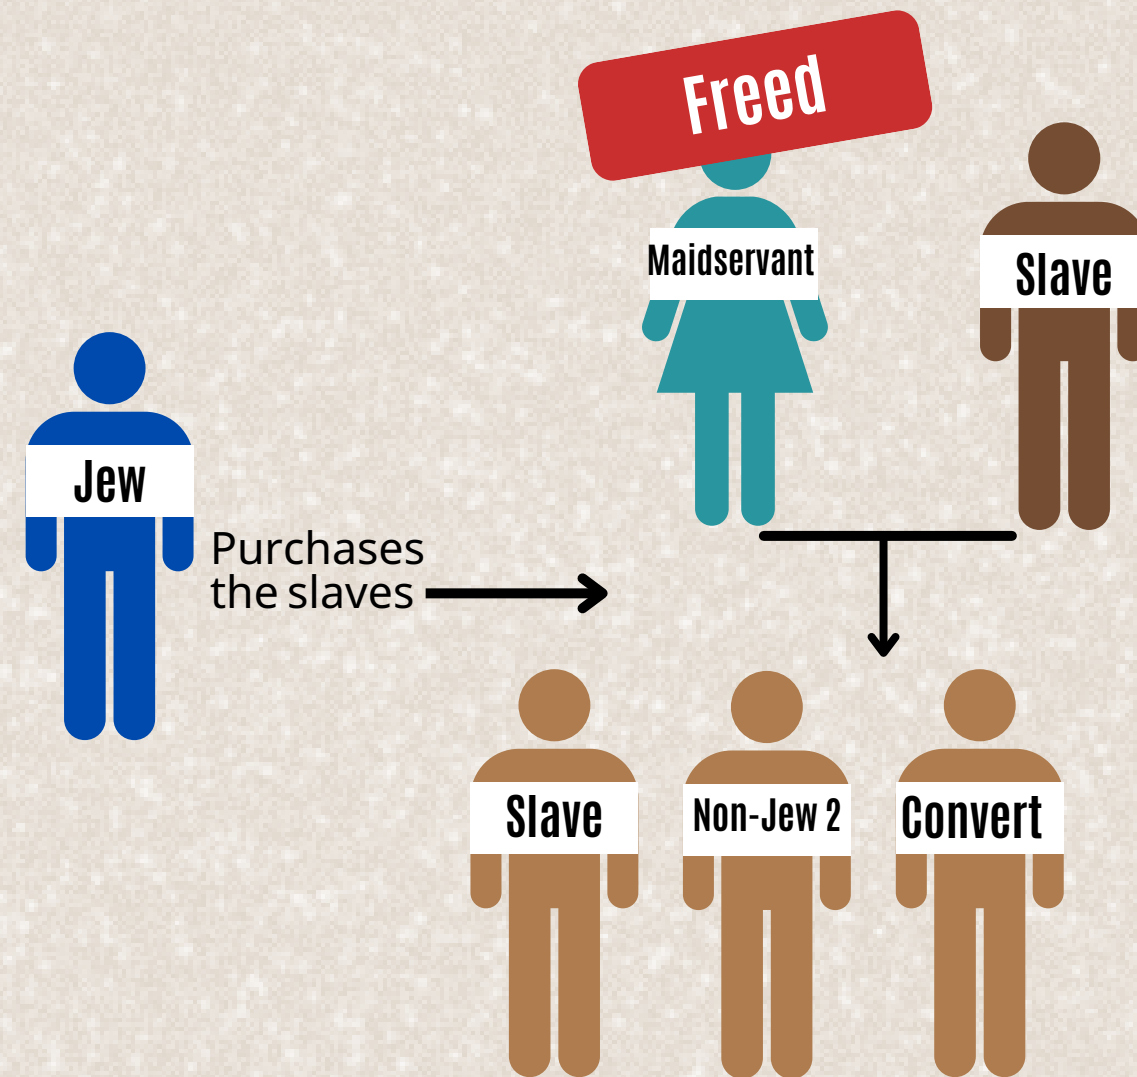 Freed
Maidservant
Slave
Jew
Purchases
the slaves
Slave
Non-Jew 2
Convert